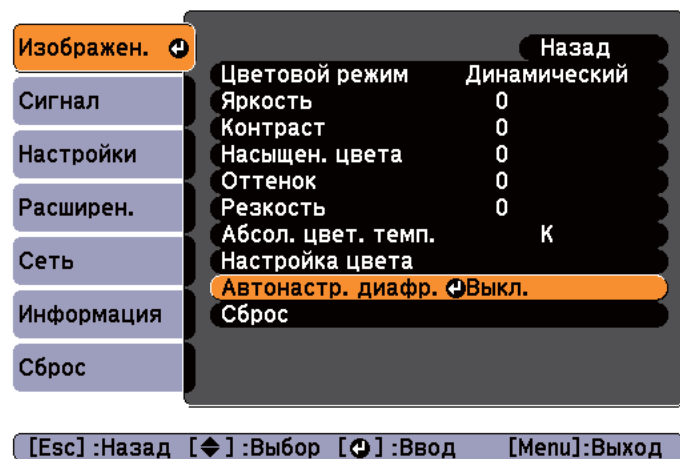 Изображен.
Сигнал
Настройки
Расширен.
Сеть
Информация
Сброс
Назад
Цветовой режим Динамический
Яркость 0
Контраст 0
Насыщен. цвета 0
Оттенок 0
Резкость 0
Абсол. цвет. темп. K
Настройка цвета
Автонастр. диафр. Выкл.
Сброс
[Esc] :Назад [ ] :Выбор [ ] :Ввод [Menu]:Выход